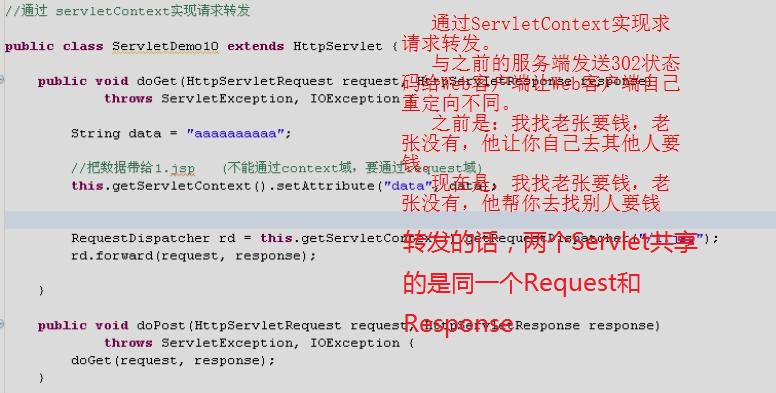 //通过 servletContext实现请求转发
public class ServletDemo10 extends HttpServlet {
public void doGet(HttpServletRequest request, HttpServletResponse response)
throws ServletException, IOException
String data = "aaaaaaaaaa";
//把数据带给1.jsp (不能通过context域，要通过request域)
this.getServletContext().setAttribute("data", data);
RequestDispatcher rd = this.getServletContext().getRequestDispatcher("/1.jsp");
rd.forward(request, response);
}
public void doPost(HttpServletRequest request, HttpServletResponse response)
throws ServletException, IOException {
doGet(request, response);
}
通过ServletContext实现求
请求转发。
与之前的服务端发送302状态
码给Web客户端让Web客户端自己
重定向不同。
之前是：我找老张要钱，老
张没有，他让你自己去其他人要
钱
现在是：我找老张要钱，老
张没有，他帮你去找别人要钱
转发的话，两个Servlet共享
的是同一个Request和
Response